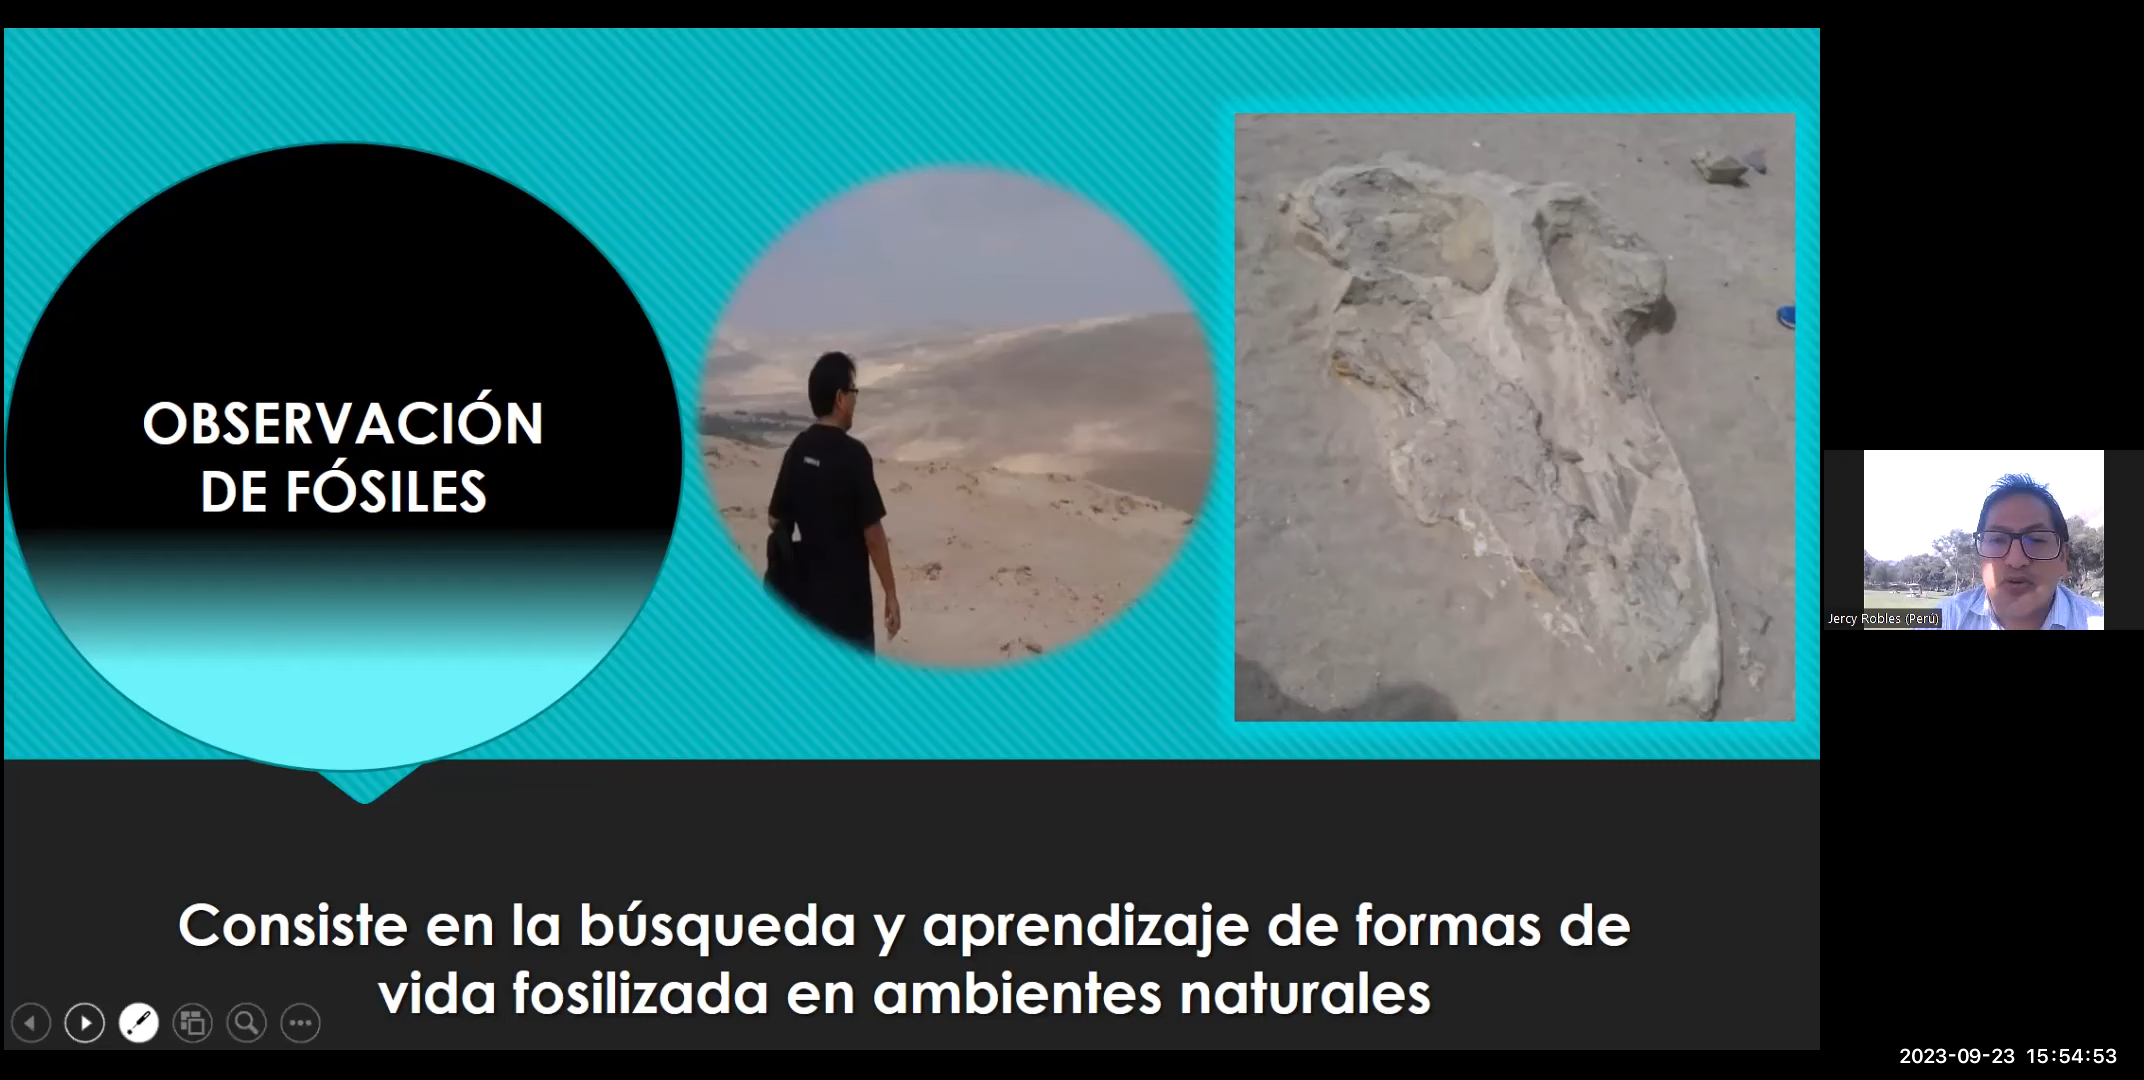 OBSERVACIÓN
DE FÓSILES
Consiste en la búsqueda y aprendizaje de formas de
vida fosilizada en ambientes naturales
Jercy Robles (Perú)
2023-09-23 15:54:53